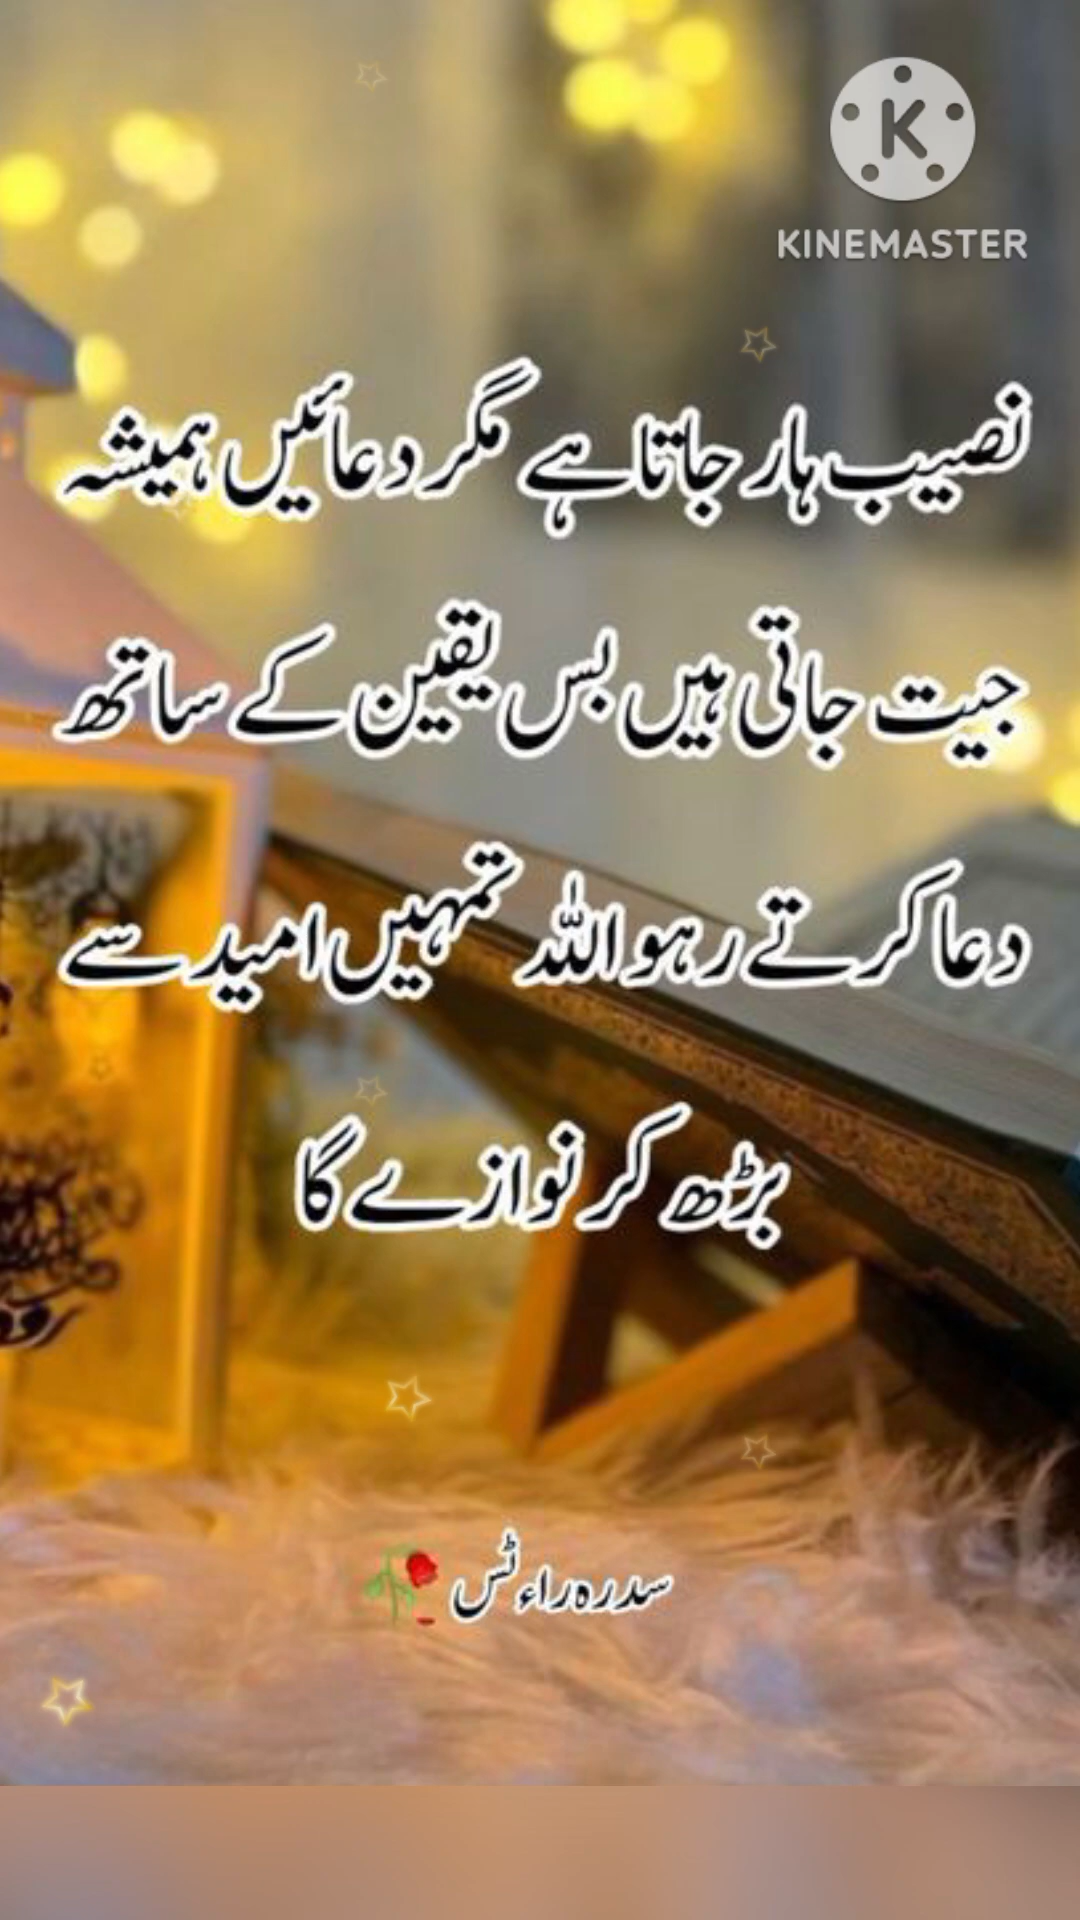 KINEMASTER
نصیب ہار جاتا ہے مگر دعائیں ہمیشہ
جیت جاتی ہیں بس یقین کے ساتھ
دعا کرتے رہو اللہ تمہیں امید سے
بڑھ کر نوازے گا
سدرہ راءٹس